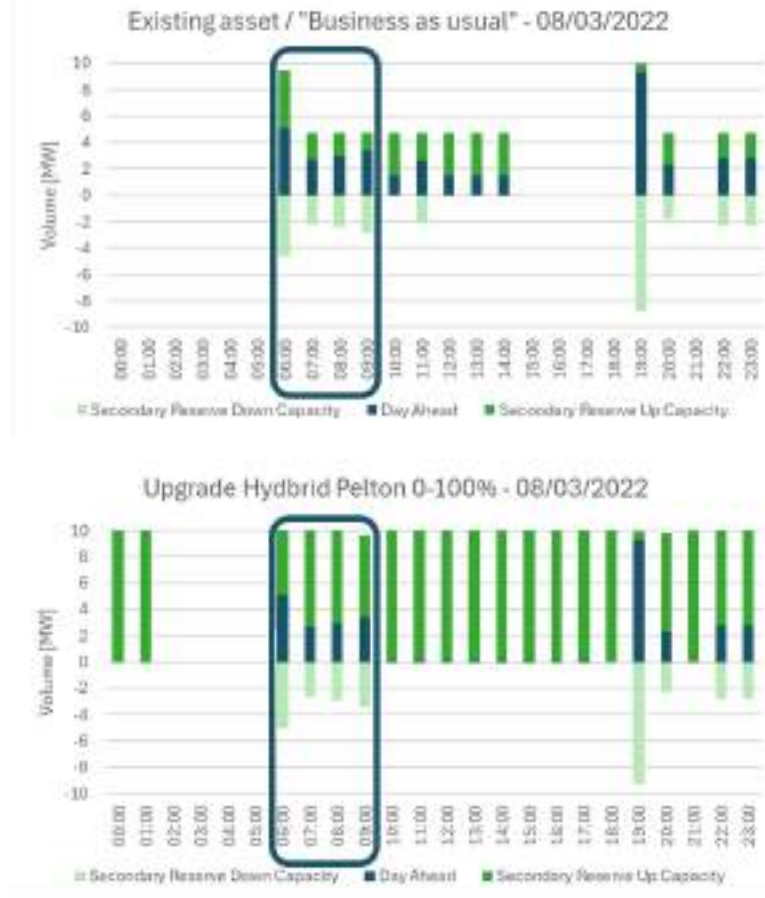 Existing asset / "Business as usual" - 08/03/2022
10
8
6
4
2
0
-2
-4
-6
-8
-10
Volume [MW]
00:00 01:00 02:00 03:00 04:00 05:00 06:00 07:00 08:00 09:00 10:00 11:00 12:00 13:00 14:00 15:00 16:00 17:00 18:00 19:00 20:00 21:00 22:00 23:00
Secondary Reserve Down Capacity Day Ahead Secondary Reserve Up Capacity
Upgrade Hydbrid Pelton 0-100% - 08/03/2022
10
8
6
4
2
0
-2
-4
-6
-8
-10
Volume [MW]
00:00 01:00 02:00 03:00 04:00 05:00 06:00 07:00 08:00 09:00 10:00 11:00 12:00 13:00 14:00 15:00 16:00 17:00 18:00 19:00 20:00 21:00 22:00 23:00
Secondary Reserve Down Capacity Day Ahead Secondary Reserve Up Capacity